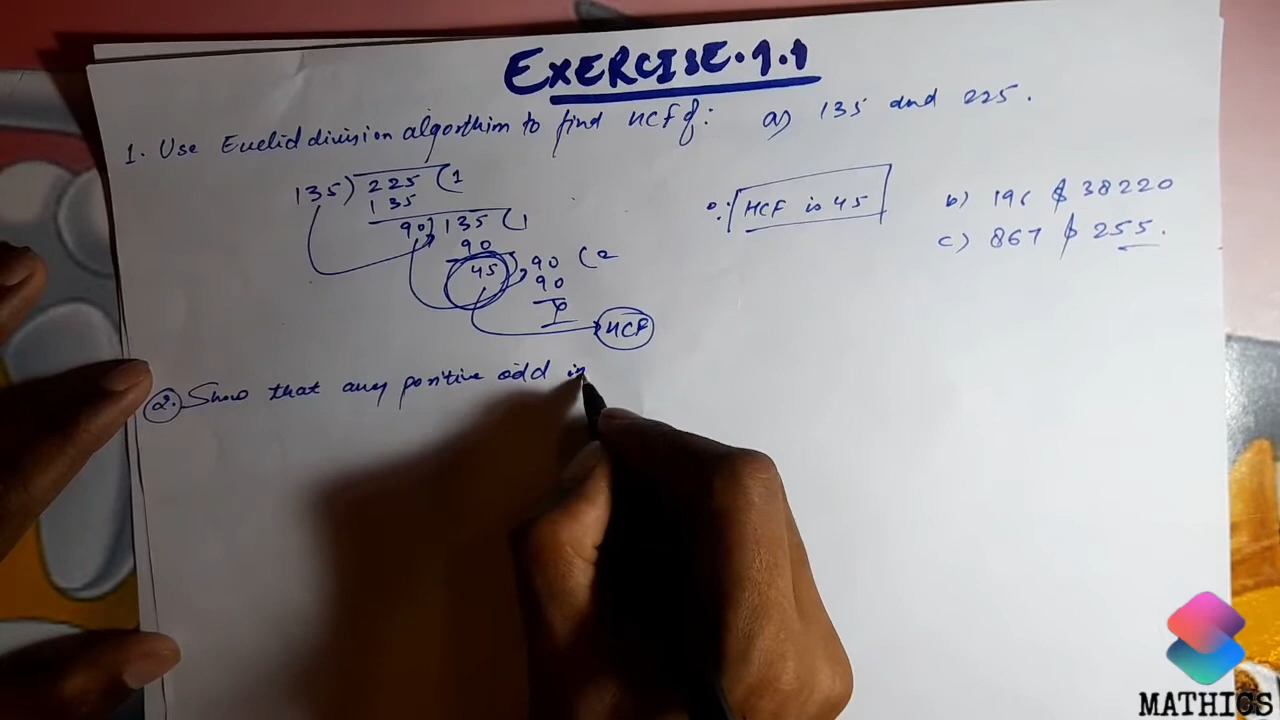 EXERCISE.1.1
1. Use Euclid division algorthim to find HCF of: a) 135 and 225.
135) 225 (1
135
90) 135 (1
90
45) 90 (2
90
0
HCF
∴ HCF is 45
b) 196 & 38220
c) 867 & 255.
2. Show that any positive odd in
MATHICS